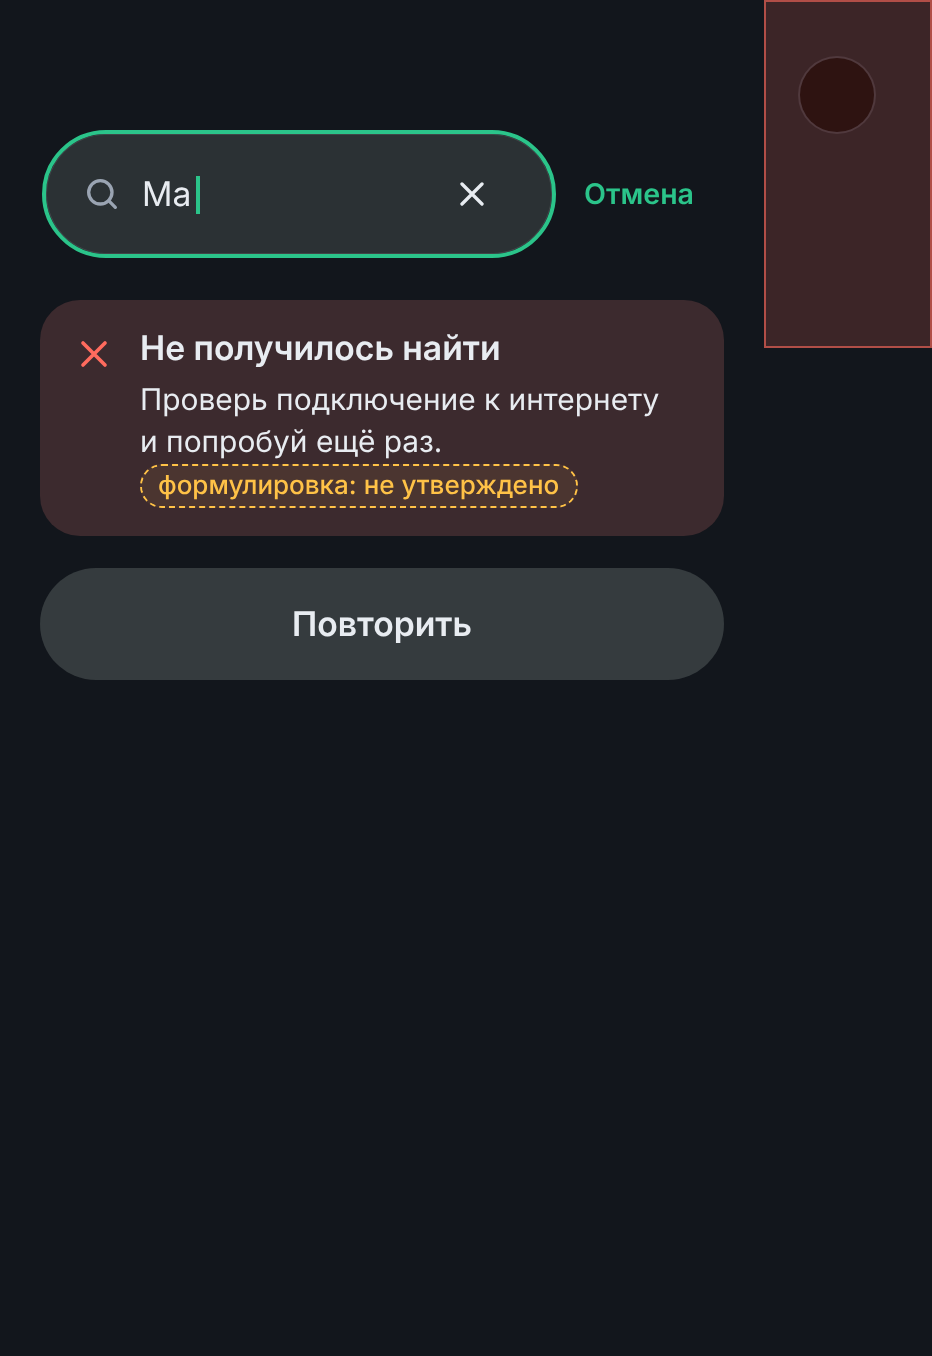 Ма
Отмена
Не получилось найти
Проверь подключение к интернету
и попробуй ещё раз.
формулировка: не утверждено
Повторить